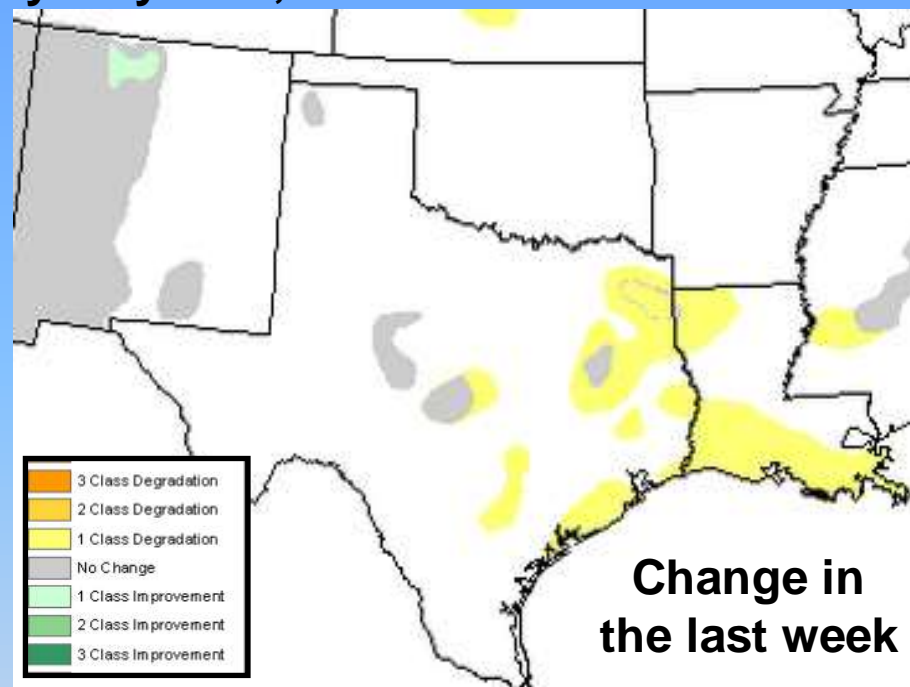 3 Class Degradation
2 Class Degradation
1 Class Degradation
No Change
1 Class Improvement
2 Class Improvement
3 Class Improvement
Change in
the last week